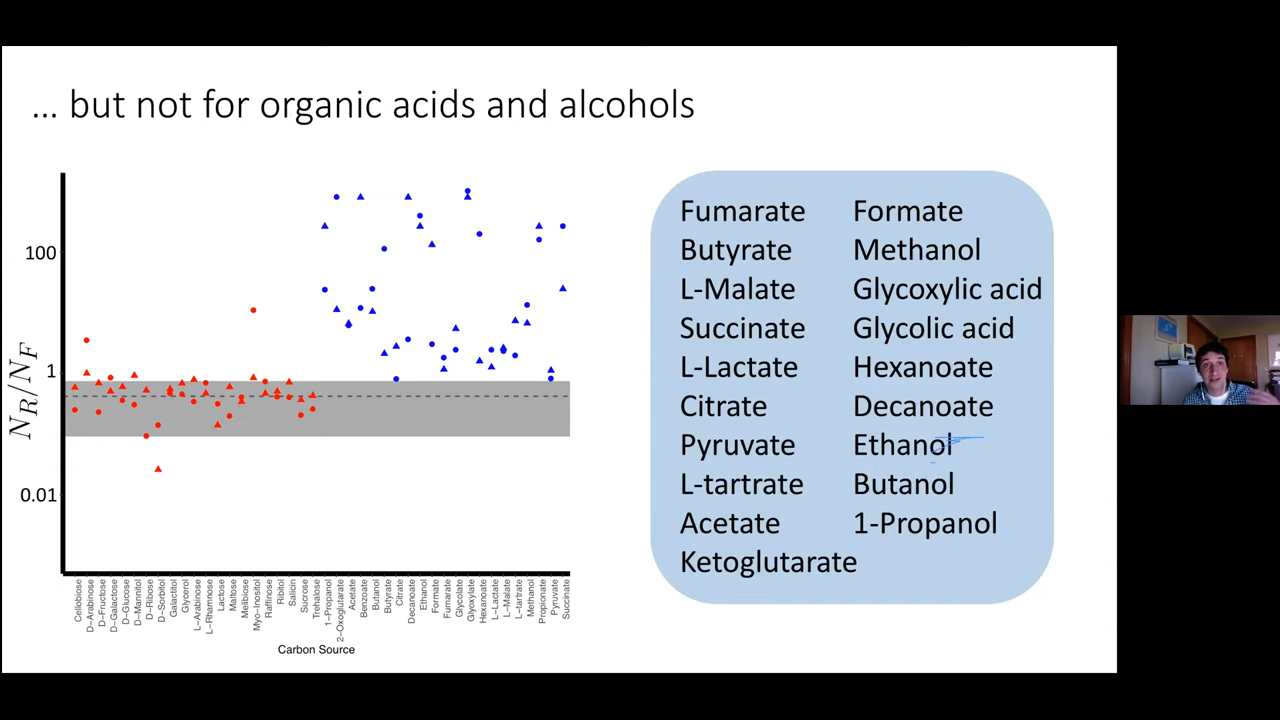 ... but not for organic acids and alcohols
100
1
0.01
N_R/N_F
Cellobiose
D-Arabinose
D-Fructose
D-Galactose
D-Glucose
D-Mannitol
D-Ribose
D-Sorbitol
Galactitol
Glycerol
L-Arabinose
L-Rhamnose
Lactose
Maltose
Melibiose
Myo-Inositol
Raffinose
Ribitol
Salicin
Sucrose
Trehalose
1-Propanol
2-Oxoglutarate
Acetate
Benzoate
Butanol
Butyrate
Citrate
Decanoate
Ethanol
Formate
Fumarate
Glycolate
Glyoxylate
Hexanoate
L-Lactate
L-Malate
L-tartrate
Methanol
Propionate
Pyruvate
Succinate
Carbon Source
Fumarate
Butyrate
L-Malate
Succinate
L-Lactate
Citrate
Pyruvate
L-tartrate
Acetate
Ketoglutarate
Formate
Methanol
Glycoxylic acid
Glycolic acid
Hexanoate
Decanoate
Ethanol
Butanol
1-Propanol